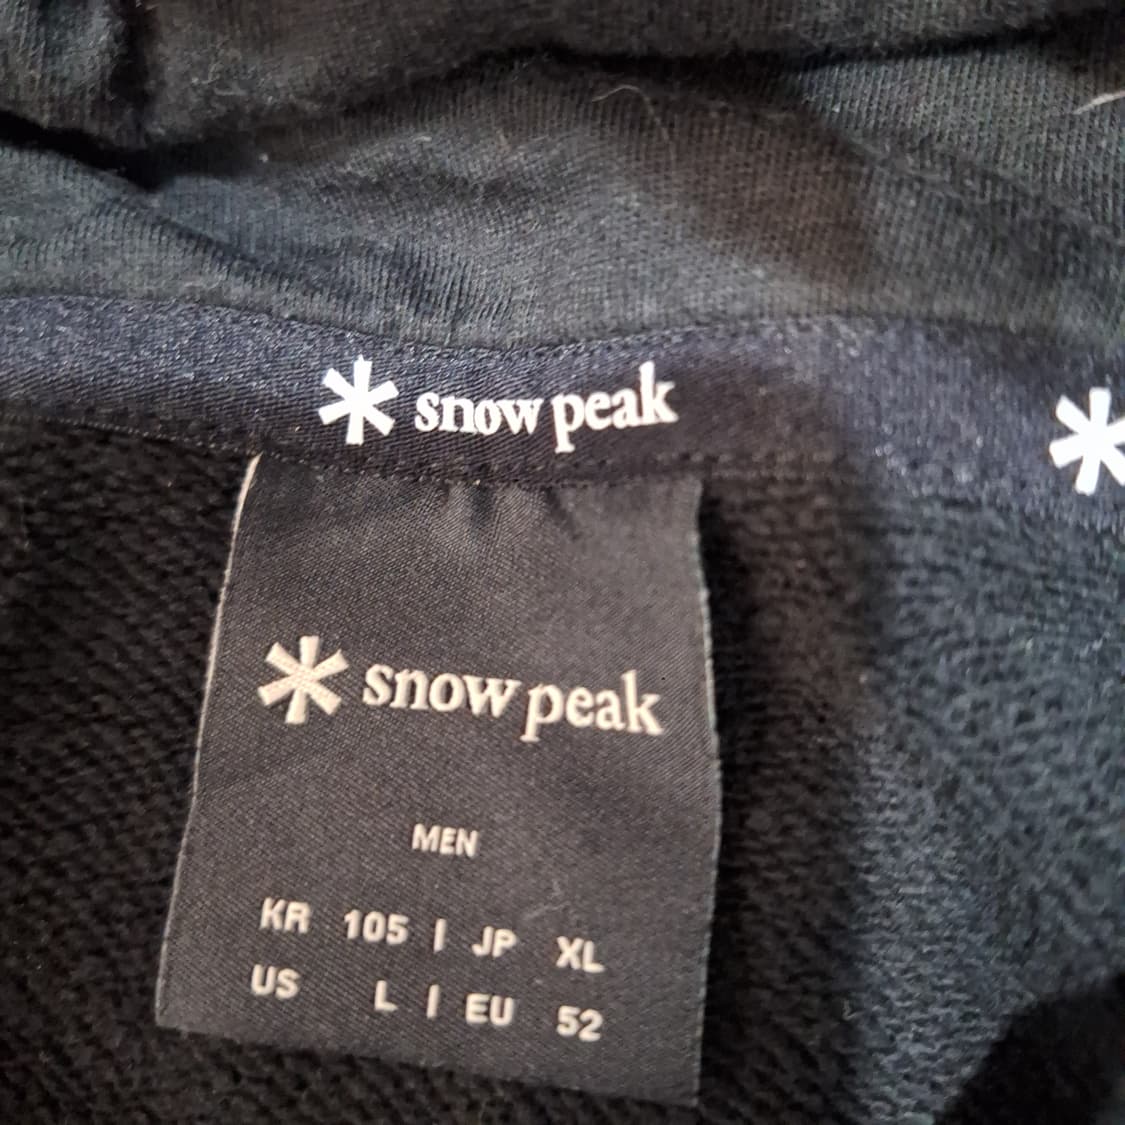 snow peak
snow peak
MEN
KR 105 | JP XL
US L | EU 52